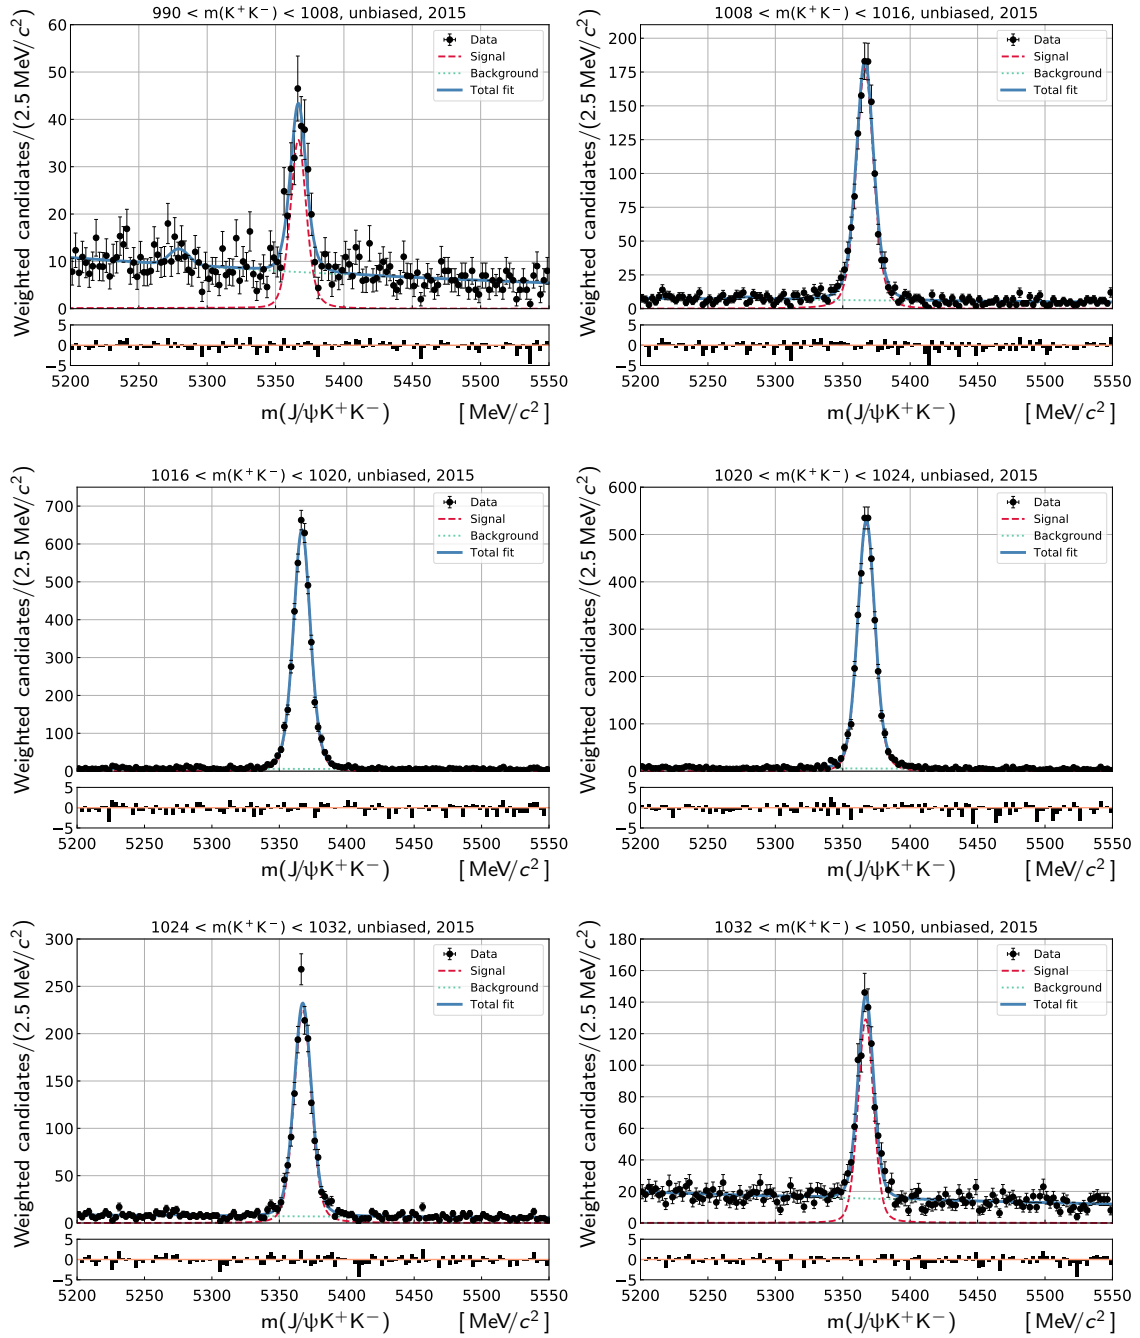 990 < m(K⁺K⁻) < 1008, unbiased, 2015
Weighted candidates/(2.5 MeV/c²)
60
50
40
30
20
10
0
Data
Signal
Background
Total fit
5
0
−5
5200 5250 5300 5350 5400 5450 5500 5550
m(J/ψK⁺K⁻) [MeV/c²]
1008 < m(K⁺K⁻) < 1016, unbiased, 2015
Weighted candidates/(2.5 MeV/c²)
200
175
150
125
100
75
50
25
0
Data
Signal
Background
Total fit
5
0
−5
5200 5250 5300 5350 5400 5450 5500 5550
m(J/ψK⁺K⁻) [MeV/c²]
1016 < m(K⁺K⁻) < 1020, unbiased, 2015
Weighted candidates/(2.5 MeV/c²)
700
600
500
400
300
200
100
0
Data
Signal
Background
Total fit
5
0
−5
5200 5250 5300 5350 5400 5450 5500 5550
m(J/ψK⁺K⁻) [MeV/c²]
1020 < m(K⁺K⁻) < 1024, unbiased, 2015
Weighted candidates/(2.5 MeV/c²)
600
500
400
300
200
100
0
Data
Signal
Background
Total fit
5
0
−5
5200 5250 5300 5350 5400 5450 5500 5550
m(J/ψK⁺K⁻) [MeV/c²]
1024 < m(K⁺K⁻) < 1032, unbiased, 2015
Weighted candidates/(2.5 MeV/c²)
300
250
200
150
100
50
0
Data
Signal
Background
Total fit
5
0
−5
5200 5250 5300 5350 5400 5450 5500 5550
m(J/ψK⁺K⁻) [MeV/c²]
1032 < m(K⁺K⁻) < 1050, unbiased, 2015
Weighted candidates/(2.5 MeV/c²)
180
160
140
120
100
80
60
40
20
0
Data
Signal
Background
Total fit
5
0
−5
5200 5250 5300 5350 5400 5450 5500 5550
m(J/ψK⁺K⁻) [MeV/c²]